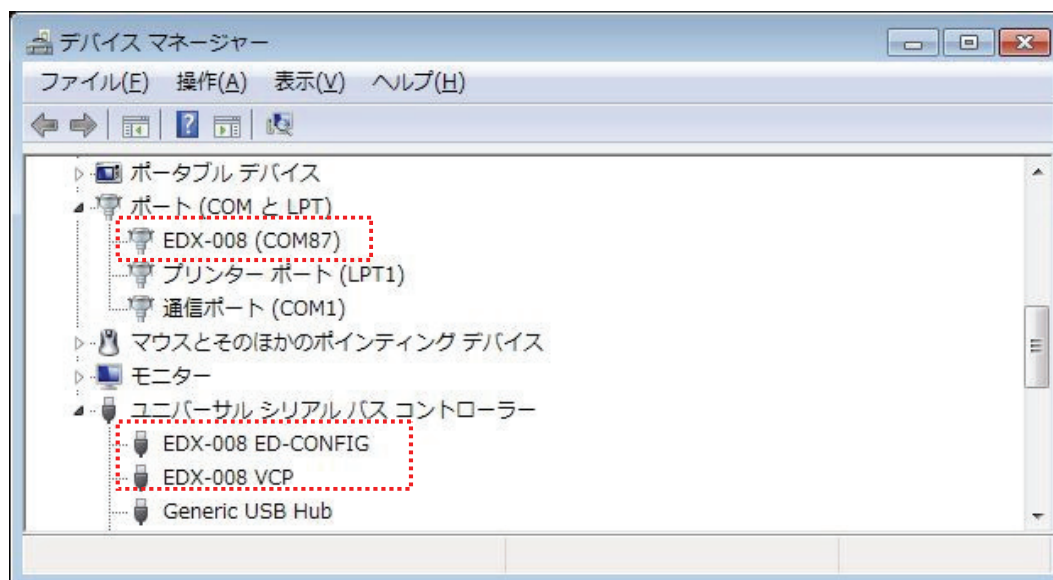 デバイス マネージャー
ファイル(F) 操作(A) 表示(V) ヘルプ(H)
ポータブル デバイス
ポート (COM と LPT)
EDX-008 (COM87)
プリンター ポート (LPT1)
通信ポート (COM1)
マウスとそのほかのポインティング デバイス
モニター
ユニバーサル シリアル バス コントローラー
EDX-008 ED-CONFIG
EDX-008 VCP
Generic USB Hub